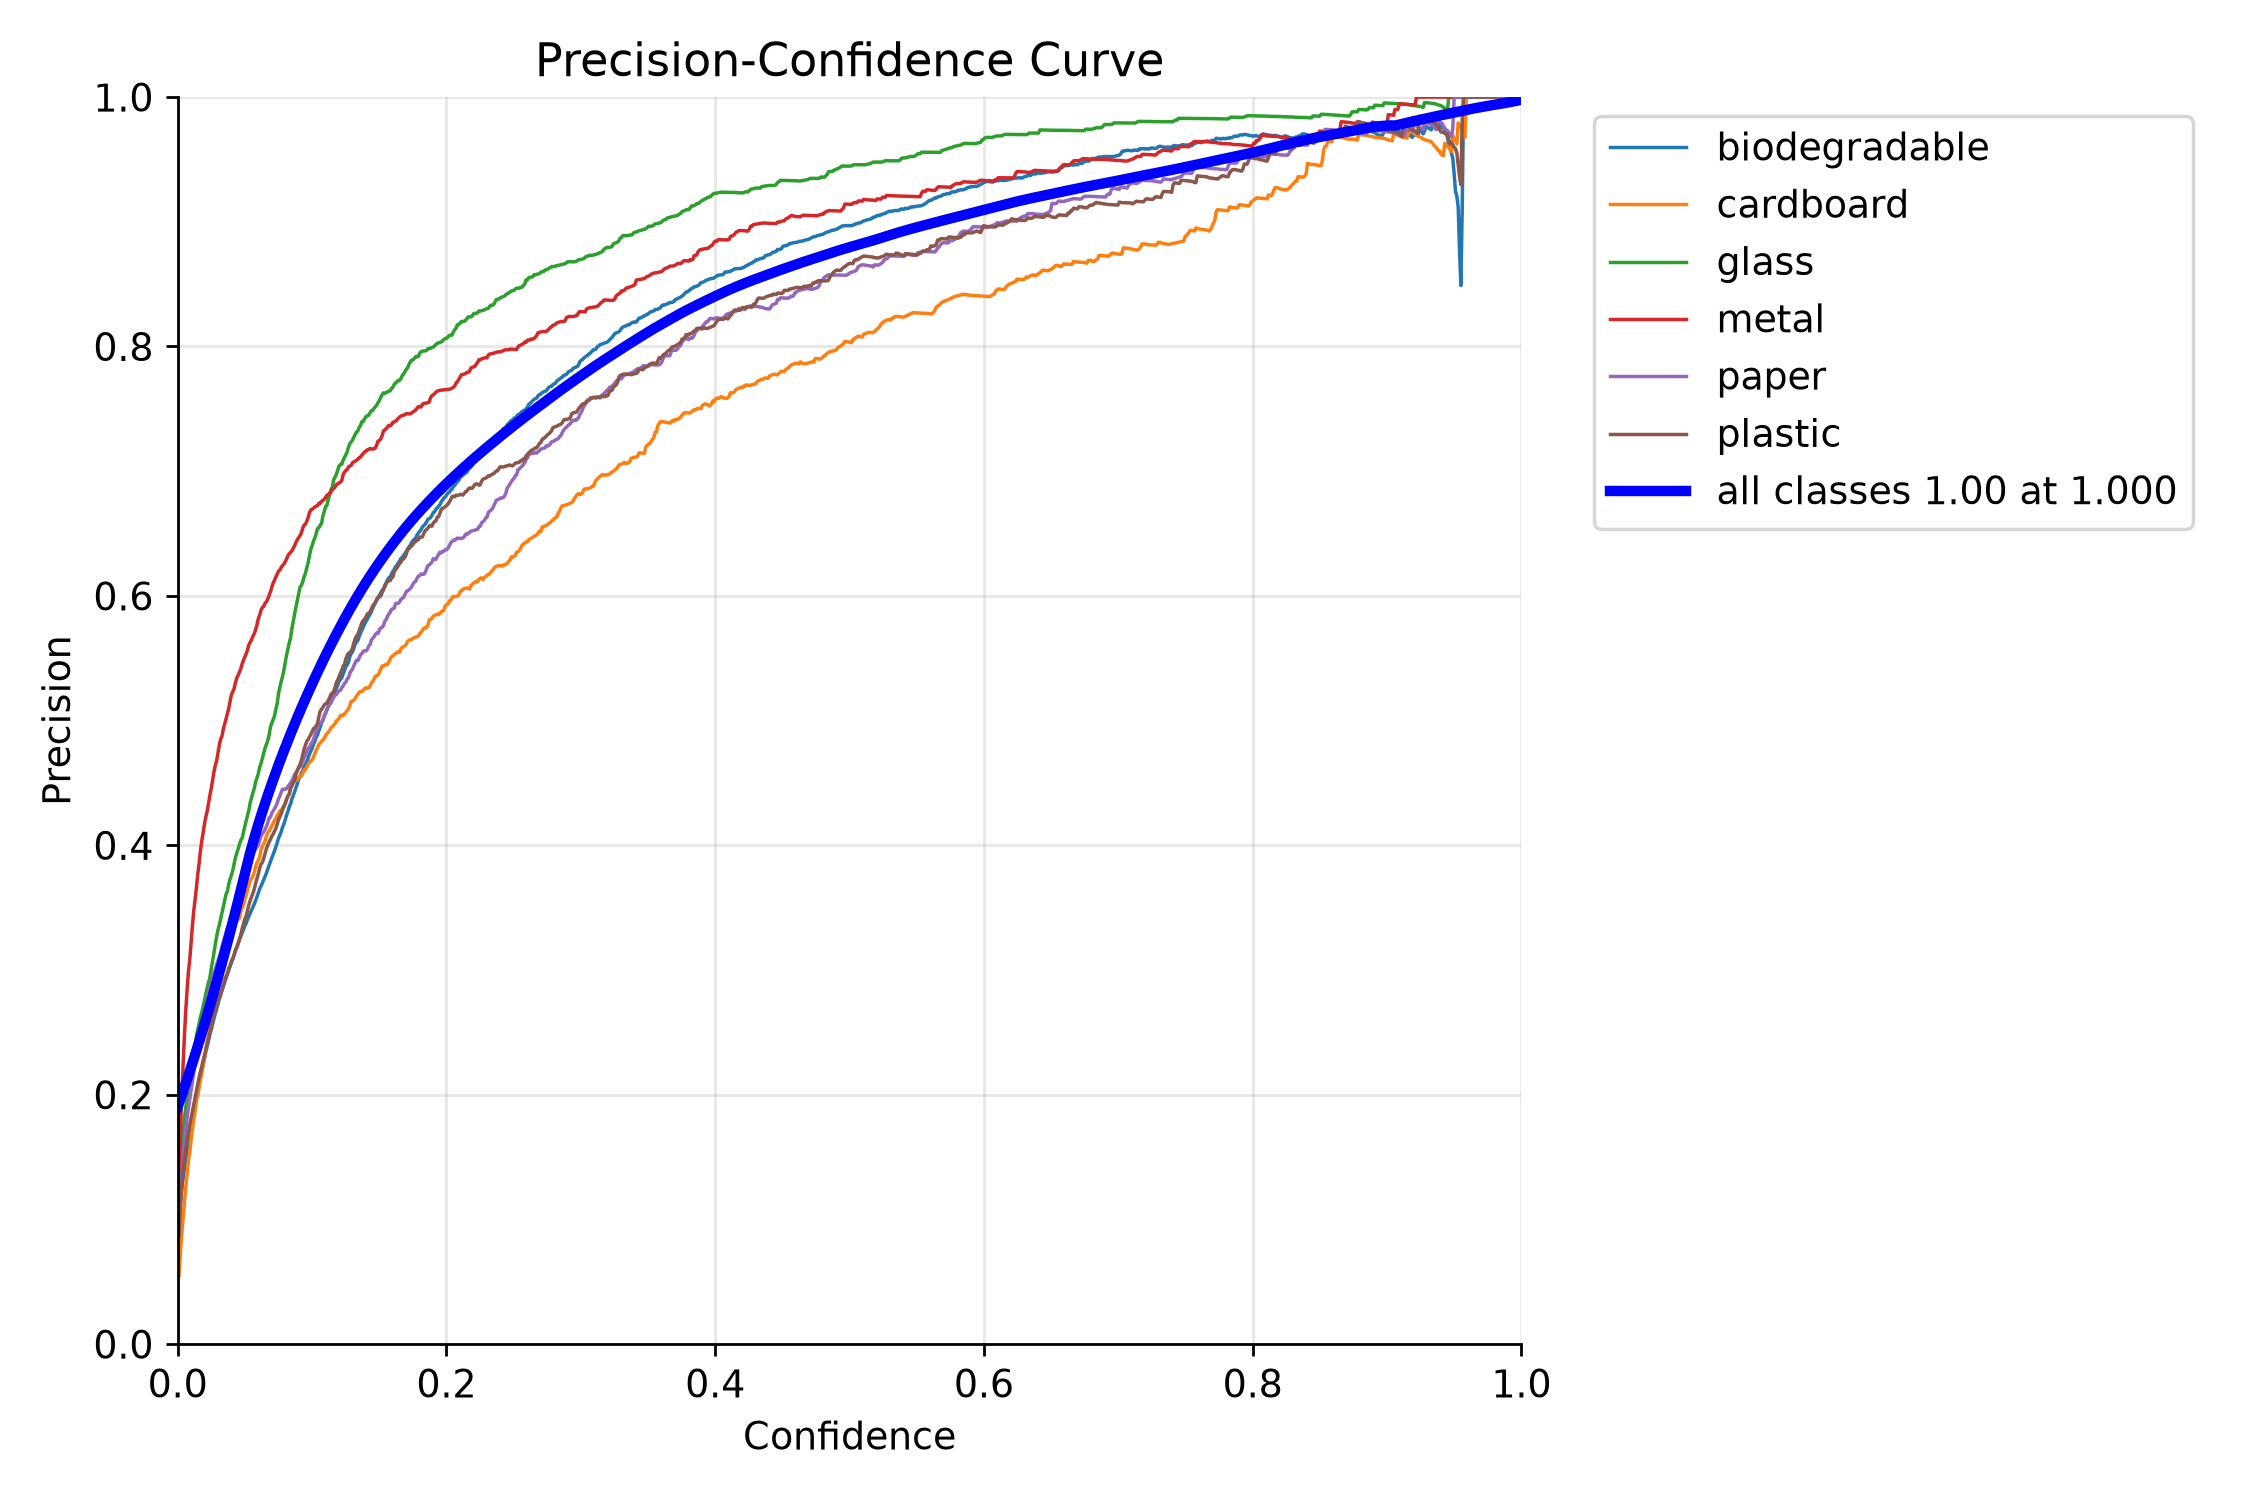 Precision-Confidence Curve
1.0
0.8
0.6
0.4
0.2
0.0
Precision
0.0 0.2 0.4 0.6 0.8 1.0
Confidence
biodegradable
cardboard
glass
metal
paper
plastic
all classes 1.00 at 1.000